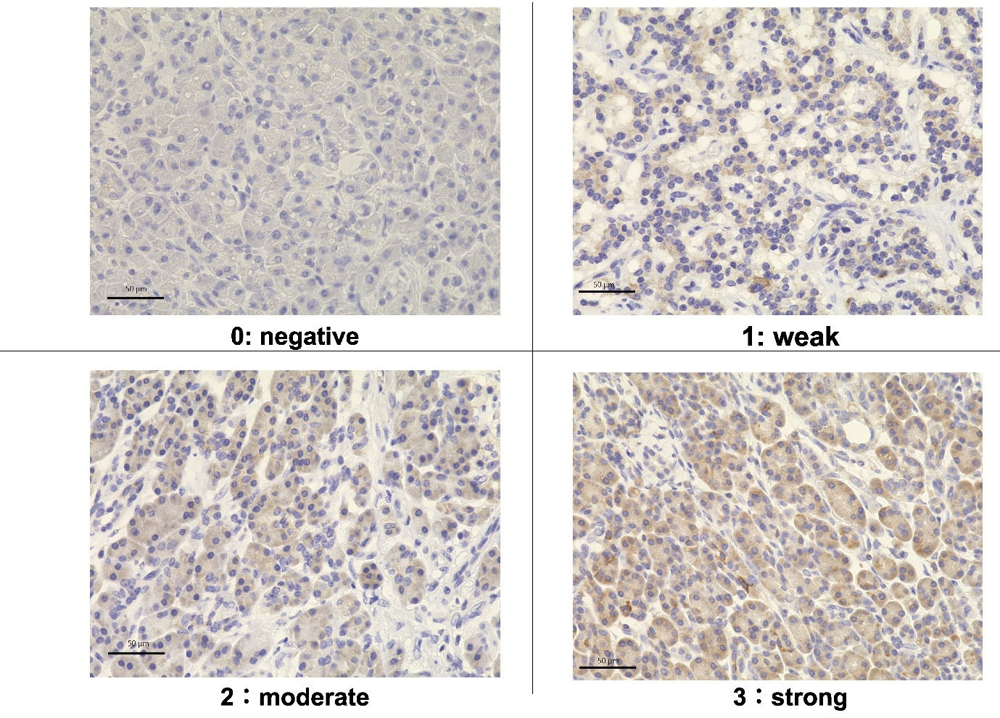 50 μm
50 μm
0: negative
1: weak
50 μm
50 μm
2：moderate
3：strong